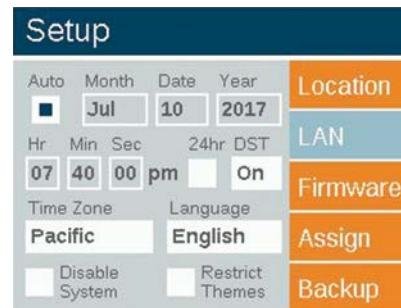 Setup
Auto Month Date Year
Jul 10 2017
Hr Min Sec 24hr DST
07 40 00 pm On
Time Zone Language
Pacific English
Disable System
Restrict Themes
Location
LAN
Firmware
Assign
Backup